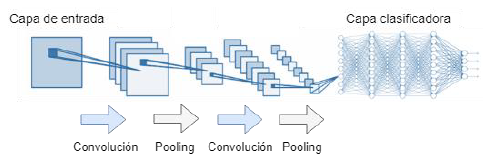 Capa de entrada
Capa clasificadora
Convolución
Pooling
Convolución
Pooling